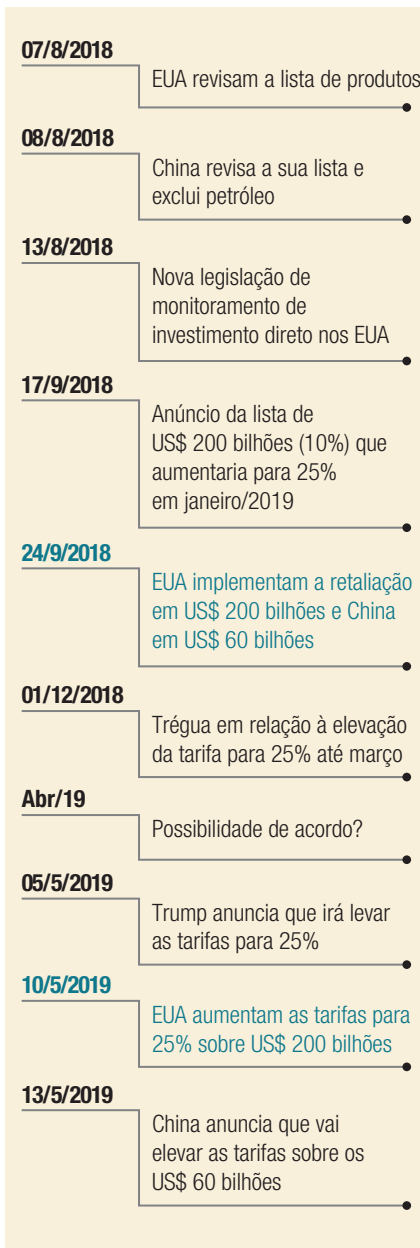 07/8/2018
EUA revisam a lista de produtos
08/8/2018
China revisa a sua lista e
exclui petróleo
13/8/2018
Nova legislação de
monitoramento de
investimento direto nos EUA
17/9/2018
Anúncio da lista de
US$ 200 bilhões (10%) que
aumentaria para 25%
em janeiro/2019
24/9/2018
EUA implementam a retaliação
em US$ 200 bilhões e China
em US$ 60 bilhões
01/12/2018
Trégua em relação à elevação
da tarifa para 25% até março
Abr/19
Possibilidade de acordo?
05/5/2019
Trump anuncia que irá levar
as tarifas para 25%
10/5/2019
EUA aumentam as tarifas para
25% sobre US$ 200 bilhões
13/5/2019
China anuncia que vai
elevar as tarifas sobre os
US$ 60 bilhões